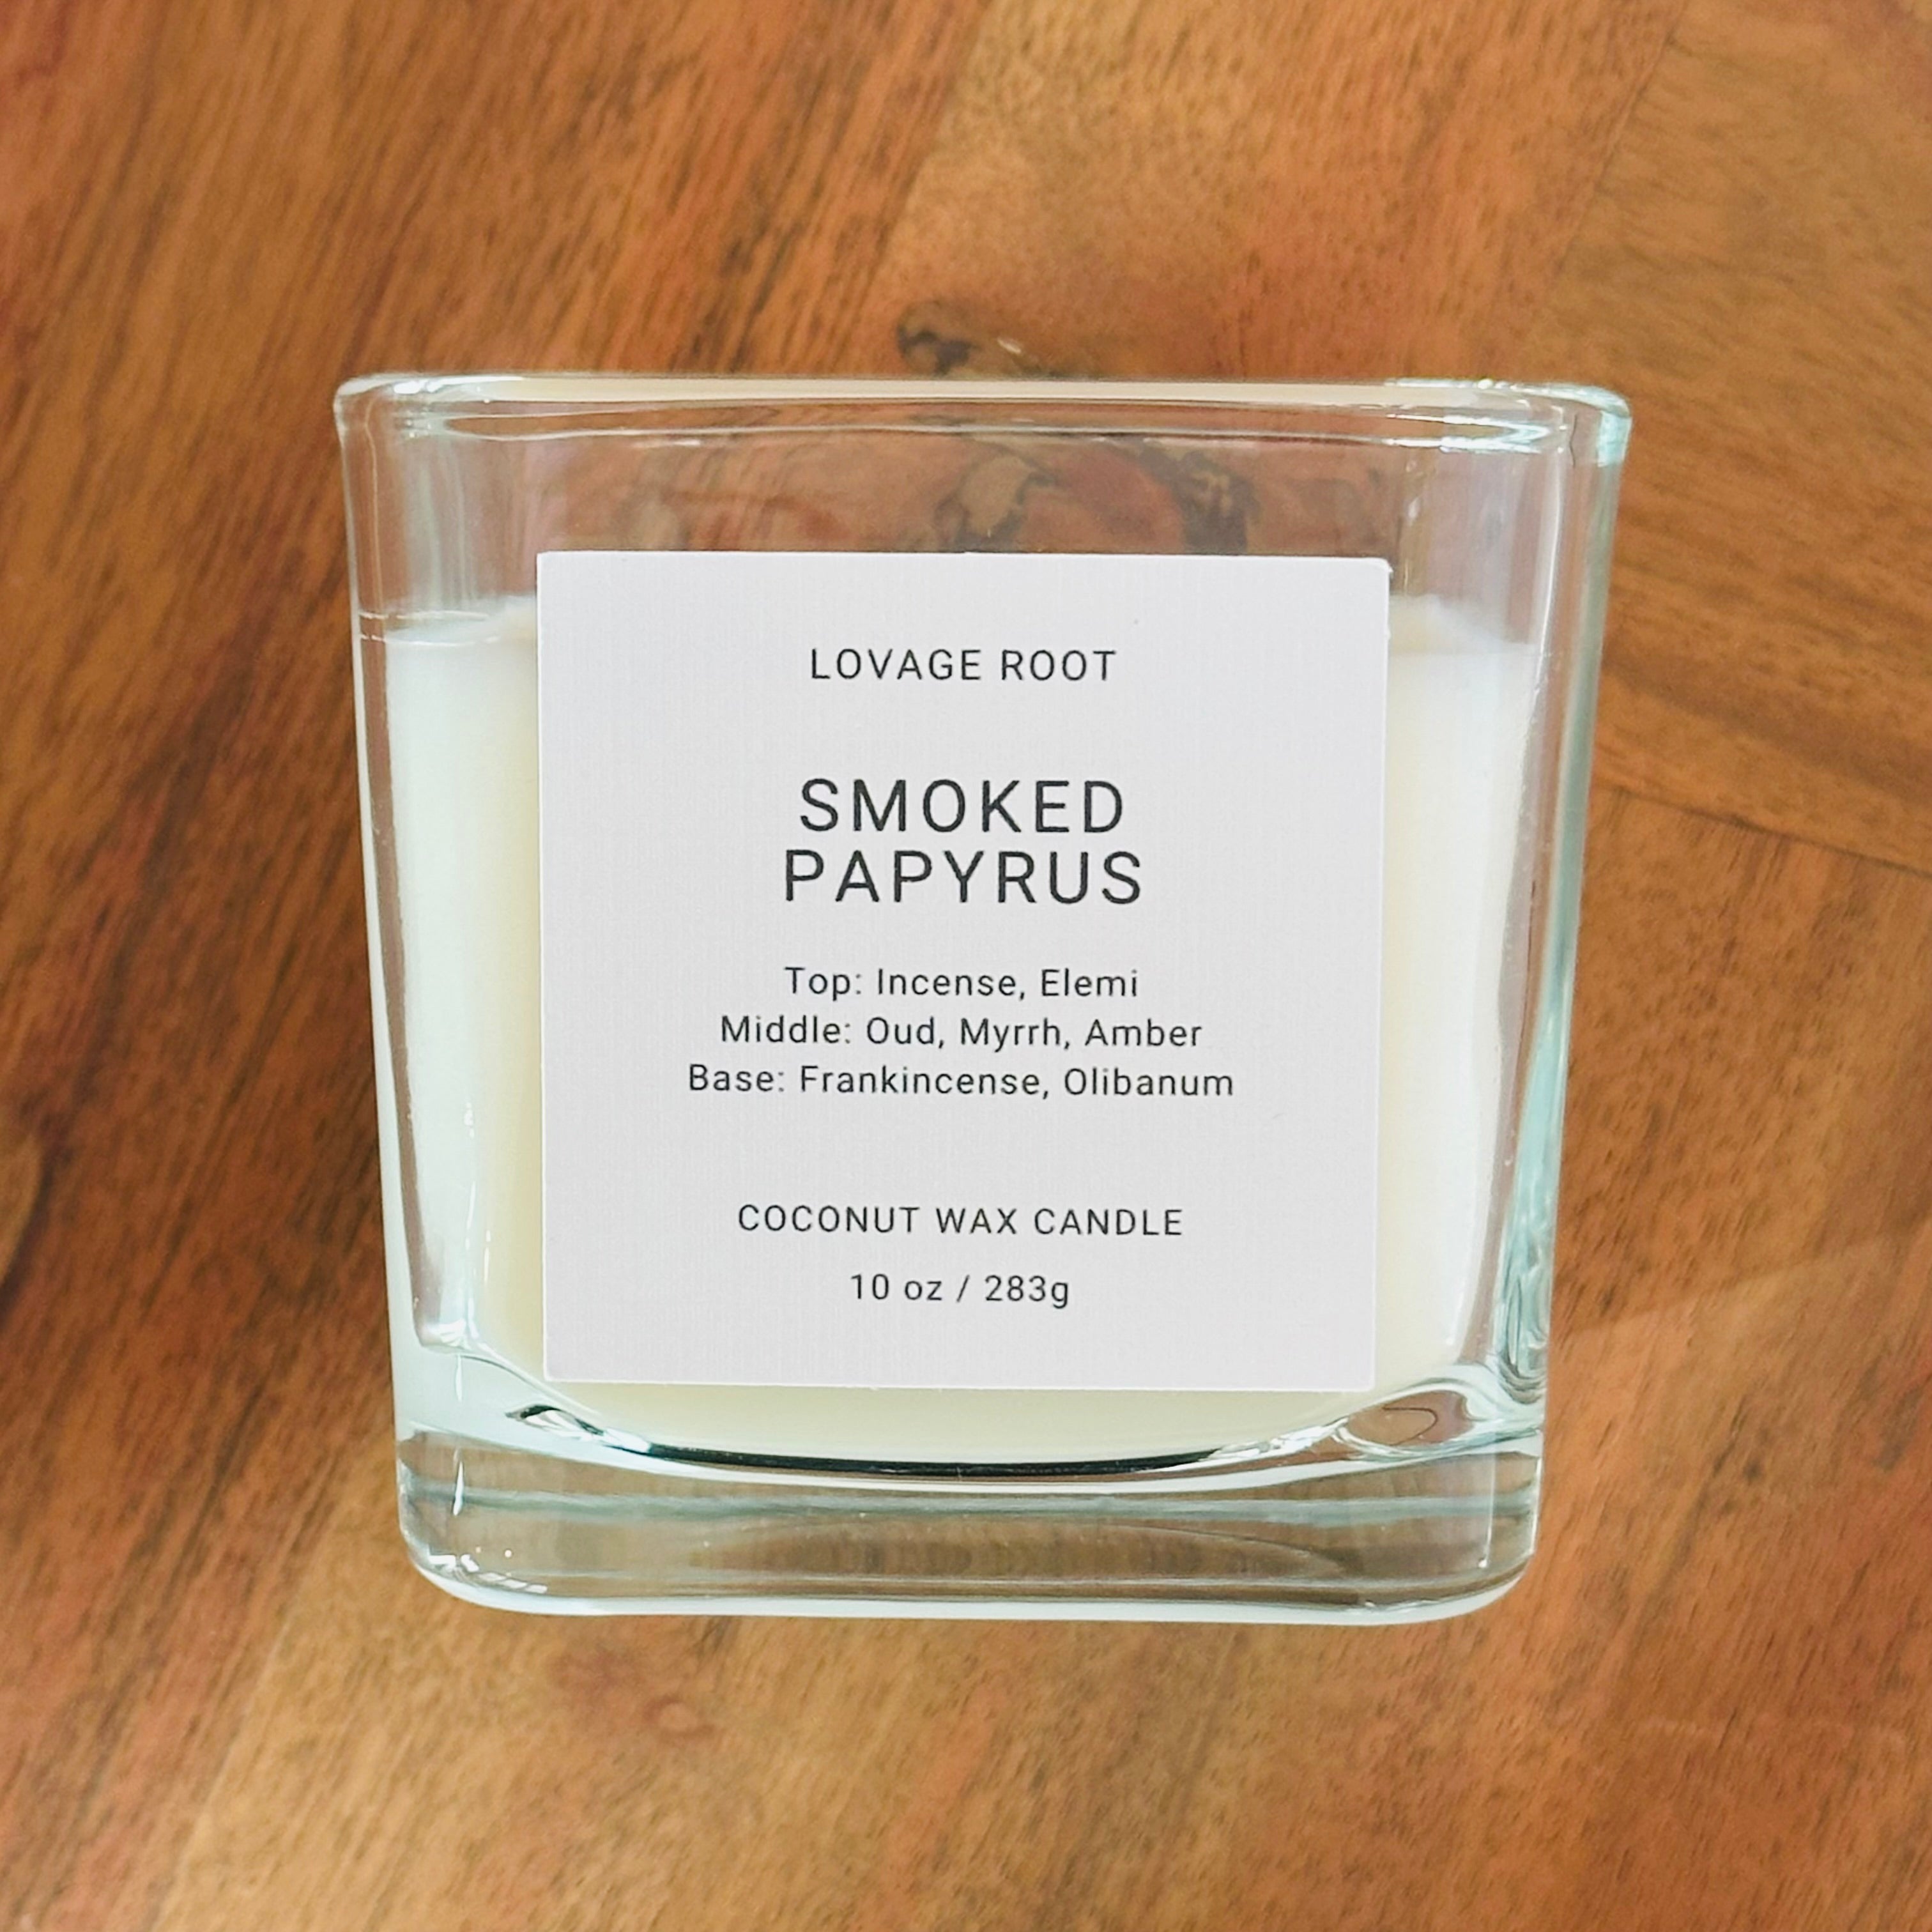 LOVAGE ROOT
SMOKED
PAPYRUS
Top: Incense, Elemi
Middle: Oud, Myrrh, Amber
Base: Frankincense, Olibanum
COCONUT WAX CANDLE
10 oz / 283g